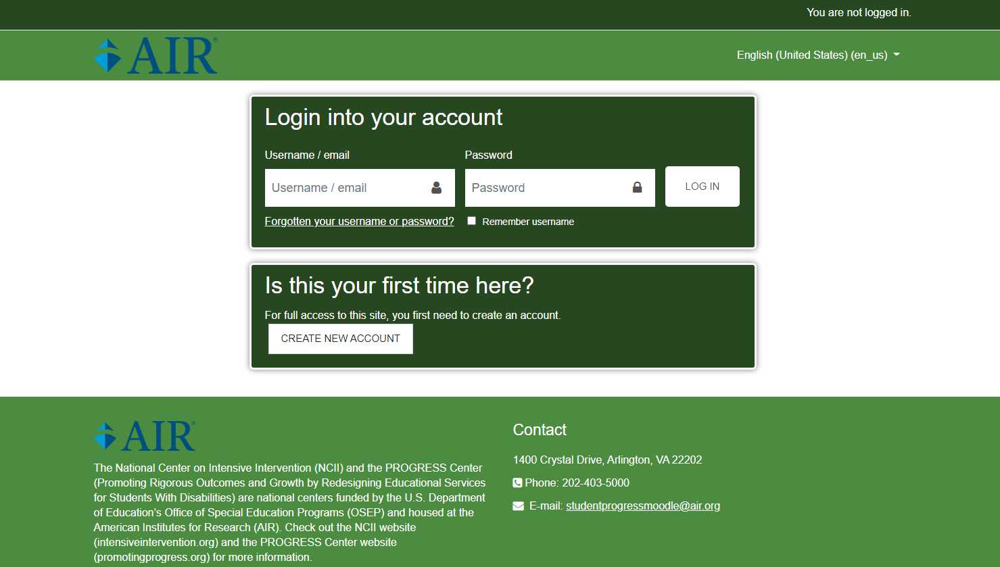 You are not logged in.
AIR®
English (United States) (en_us)
Login into your account
Username / email
Password
Username / email
Password
LOG IN
Forgotten your username or password?
Remember username
Is this your first time here?
For full access to this site, you first need to create an account.
CREATE NEW ACCOUNT
AIR®
The National Center on Intensive Intervention (NCII) and the PROGRESS Center
(Promoting Rigorous Outcomes and Growth by Redesigning Educational Services
for Students With Disabilities) are national centers funded by the U.S. Department
of Education’s Office of Special Education Programs (OSEP) and housed at the
American Institutes for Research (AIR). Check out the NCII website
(intensiveintervention.org) and the PROGRESS Center website
(promotingprogress.org) for more information.
Contact
1400 Crystal Drive, Arlington, VA 22202
Phone: 202-403-5000
E-mail: studentprogressmoodle@air.org